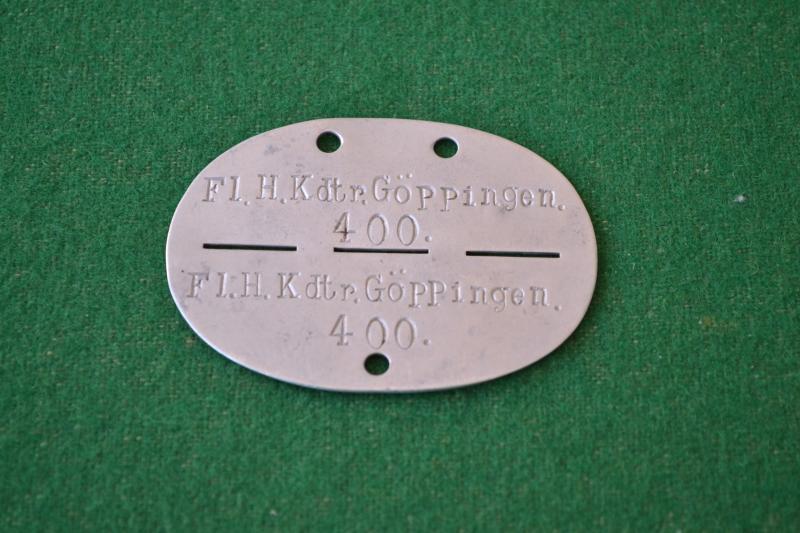 Fl. H. Kdtr. Göppingen.
400.
Fl. H. Kdtr. Göppingen.
400.